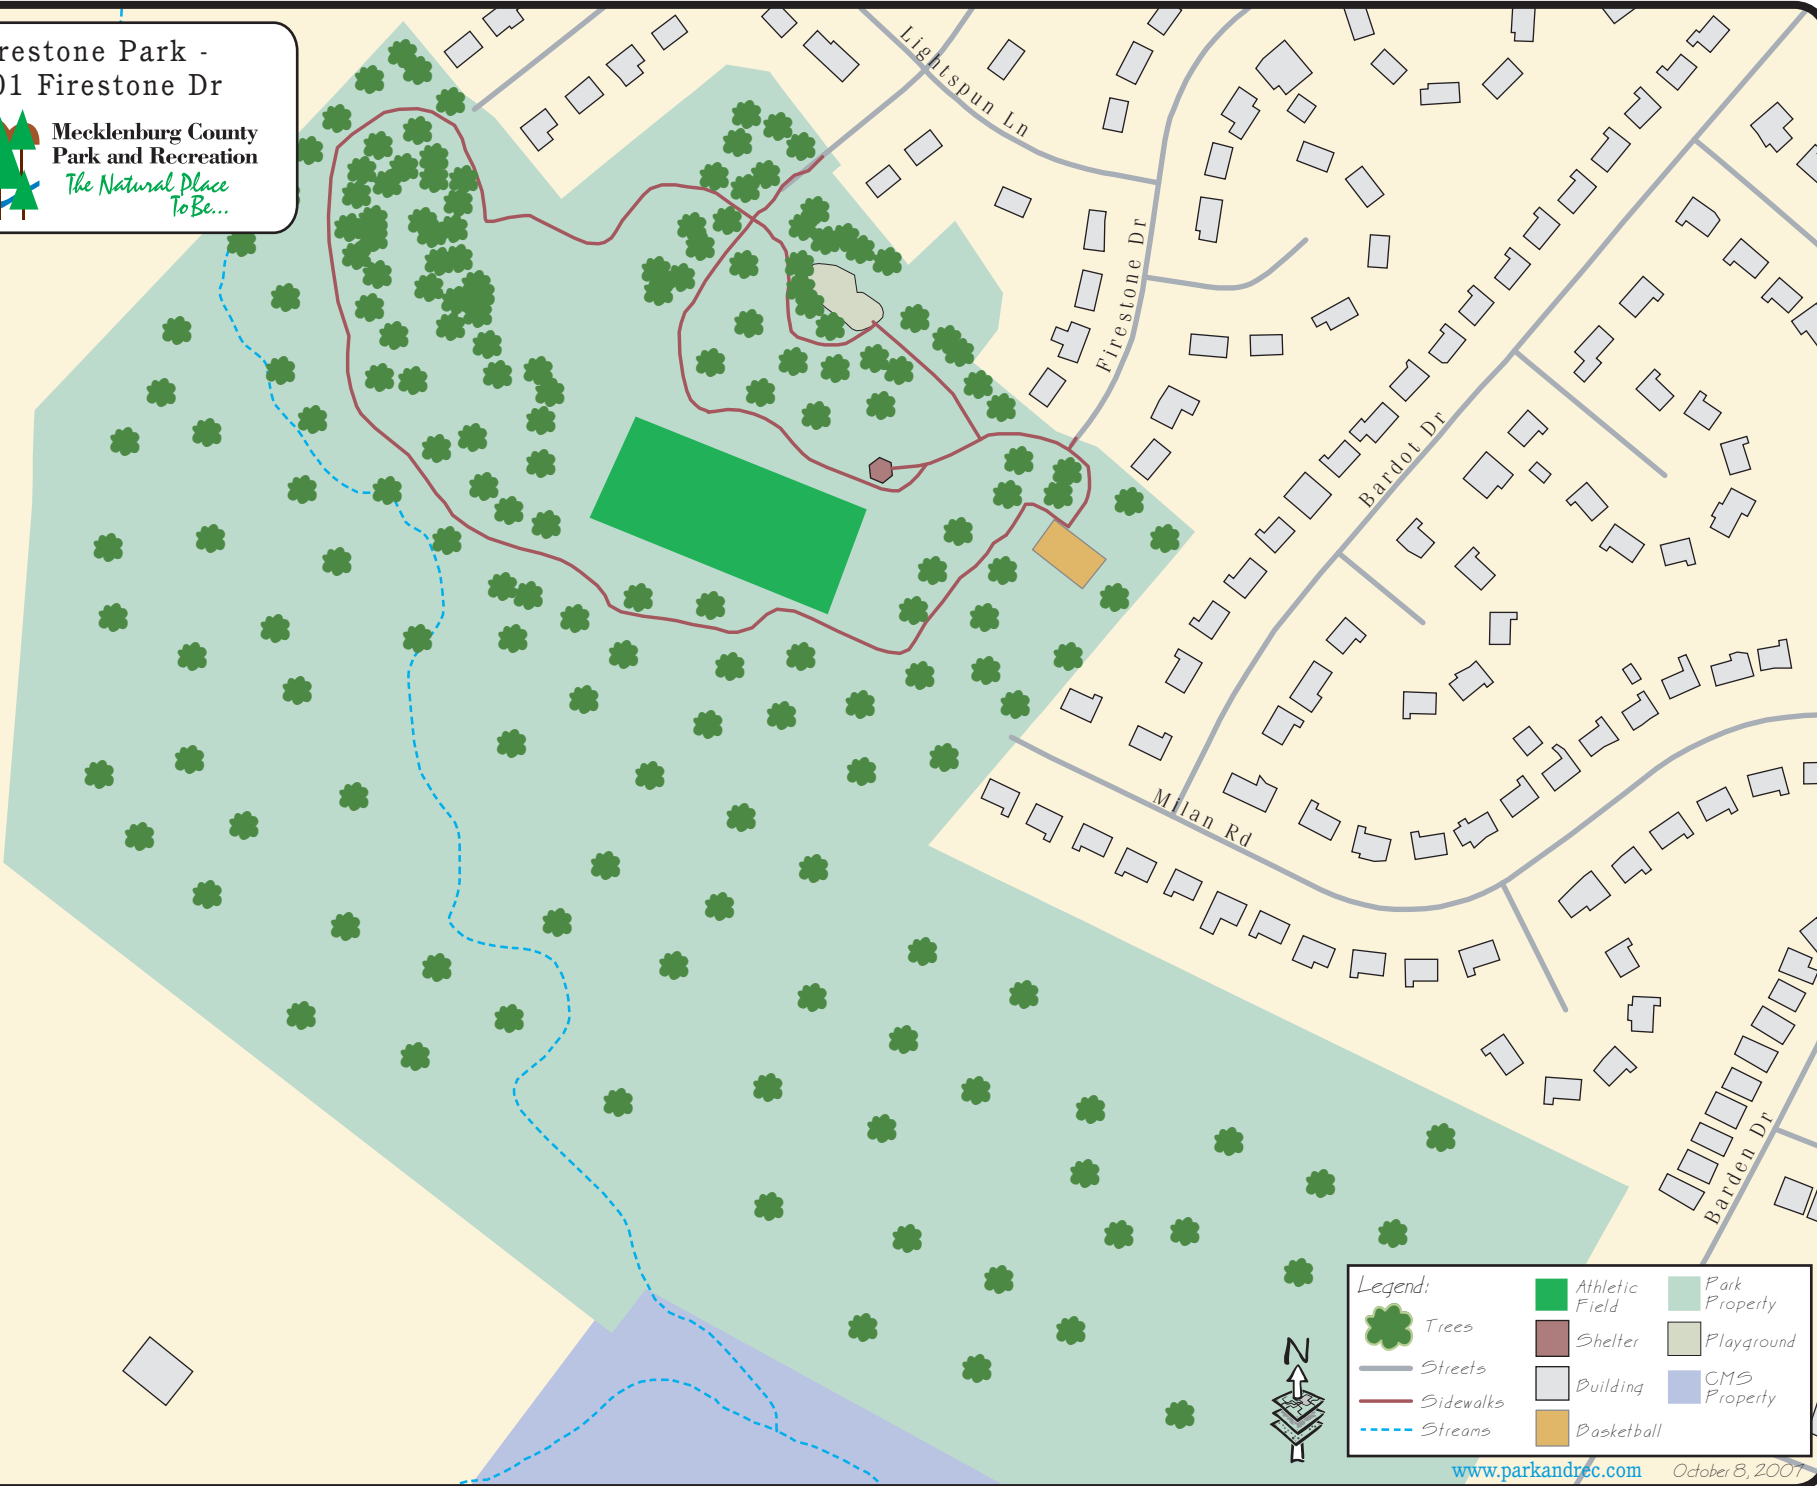 restone Park -
01 Firestone Dr
Mecklenburg County
Park and Recreation
The Natural Place
To Be...
Lightspun Ln
Firestone Dr
Bardot Dr
Milan Rd
Barden Dr
N
Legend:
Trees
Streets
Sidewalks
Streams
Athletic
Field
Shelter
Building
Basketball
Park
Property
Playground
CMS
Property
www.parkandrec.com
October 8, 2007